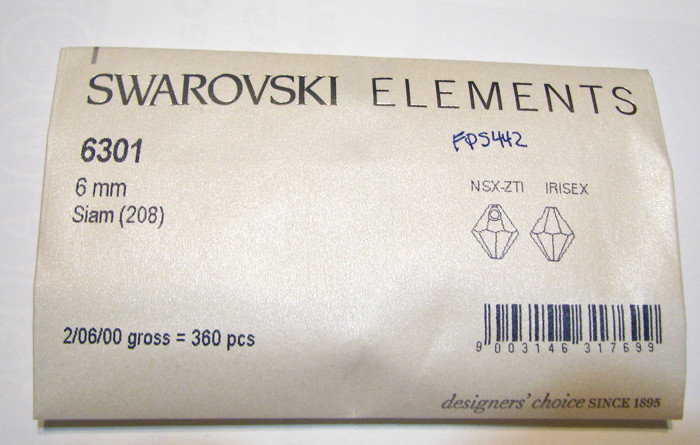 SWAROVSKI ELEMENTS
6301
FPS442
6 mm
NSX-ZTI IRISEX
Siam (208)
2/06/00 gross = 360 pcs
9 003146 317699
designers' choice SINCE 1895